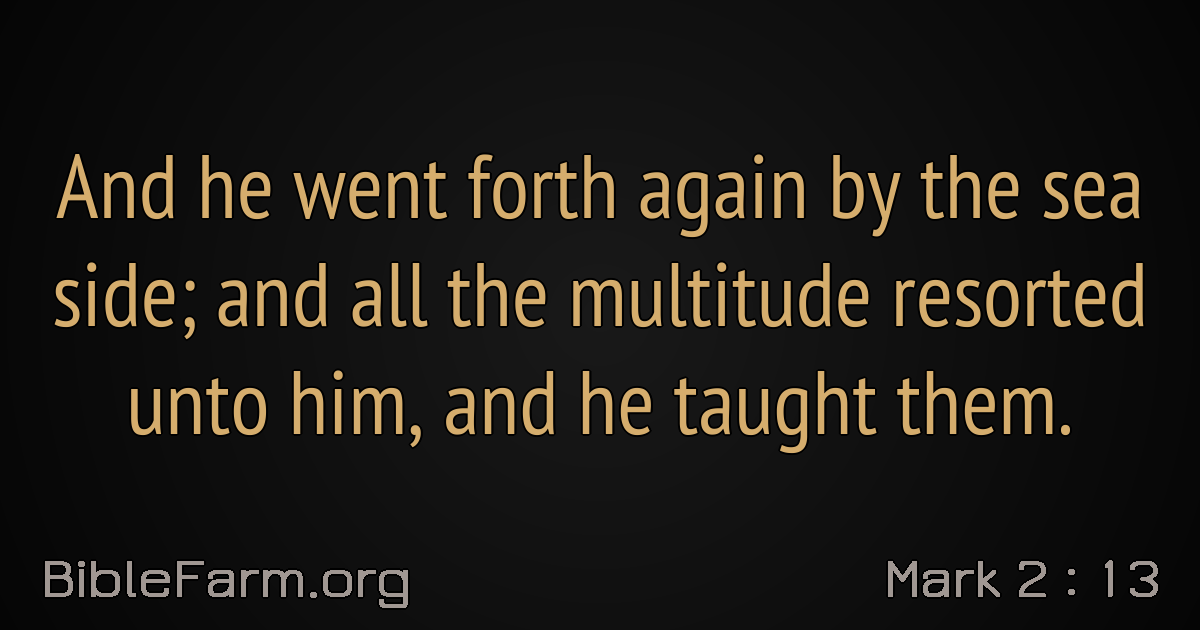 And he went forth again by the sea
side; and all the multitude resorted
unto him, and he taught them.
BibleFarm.org
Mark 2 : 13